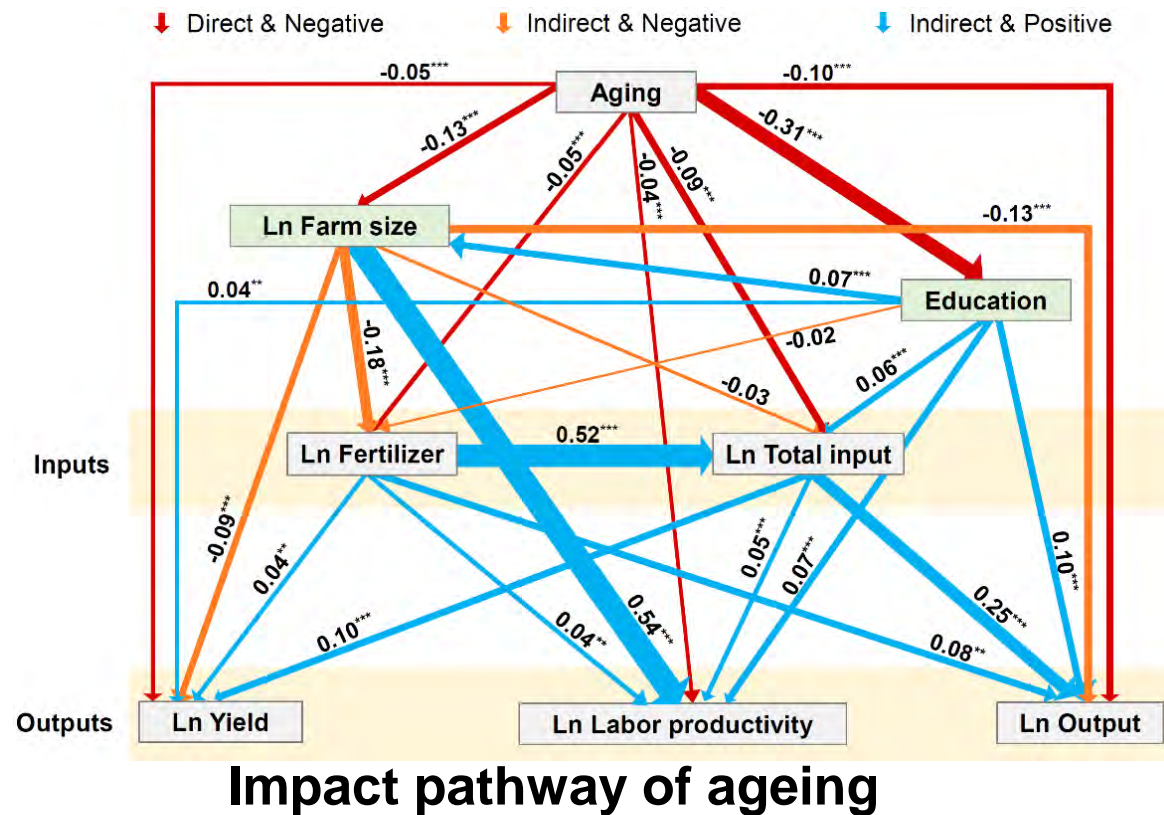 Direct & Negative
Indirect & Negative
Indirect & Positive
-0.05***
-0.10***
Aging
-0.13***
-0.05***
-0.04***
-0.09***
-0.31***
Ln Farm size
-0.13***
0.04**
0.07***
Education
-0.18***
-0.02
-0.03
0.06***
Inputs
Ln Fertilizer
0.52***
Ln Total input
-0.09***
0.04**
0.10***
0.04**
0.54***
0.05***
0.07***
0.08**
0.25***
0.10***
Outputs
Ln Yield
Ln Labor productivity
Ln Output
Impact pathway of ageing